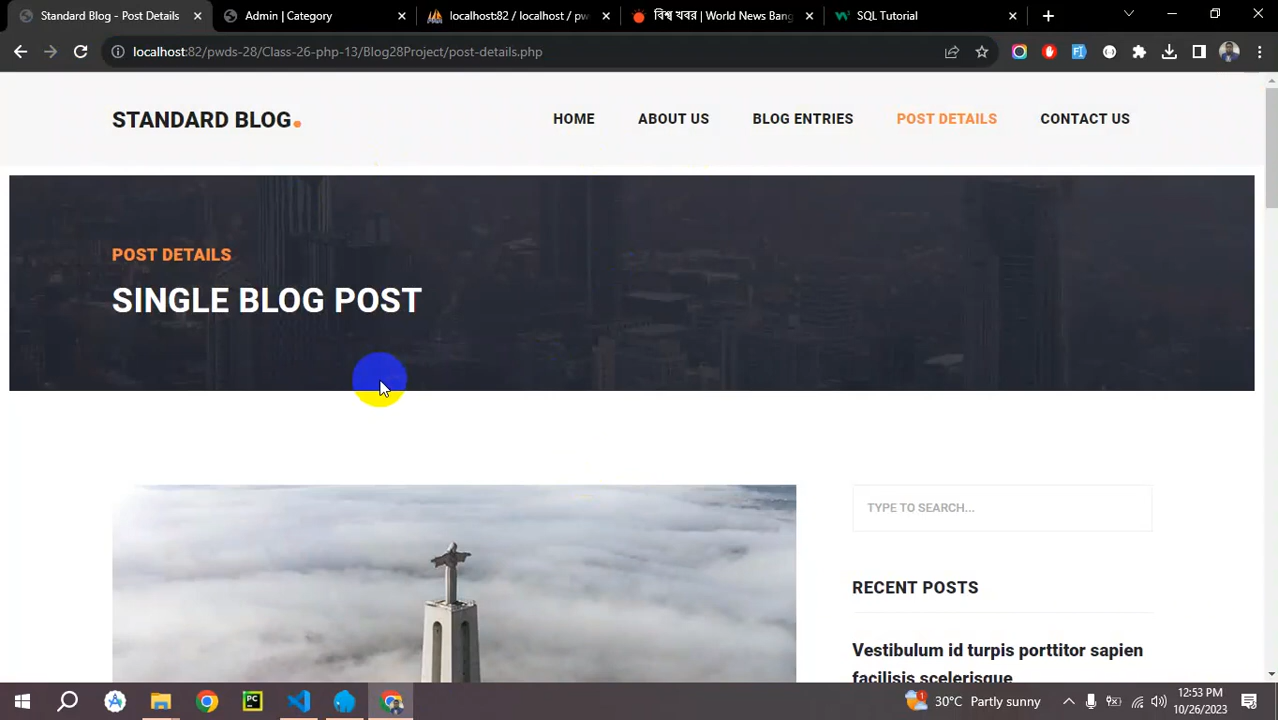 Standard Blog - Post Details
Admin | Category
localhost:82 / localhost / pw
বিশ্ব খবর | World News Bang
SQL Tutorial
localhost:82/pwds-28/Class-26-php-13/Blog28Project/post-details.php
STANDARD BLOG.
HOME
ABOUT US
BLOG ENTRIES
POST DETAILS
CONTACT US
POST DETAILS
SINGLE BLOG POST
TYPE TO SEARCH...
RECENT POSTS
Vestibulum id turpis porttitor sapien
facilisis scelerisque
PC
1
30°C Partly sunny
12:53 PM
10/26/2023